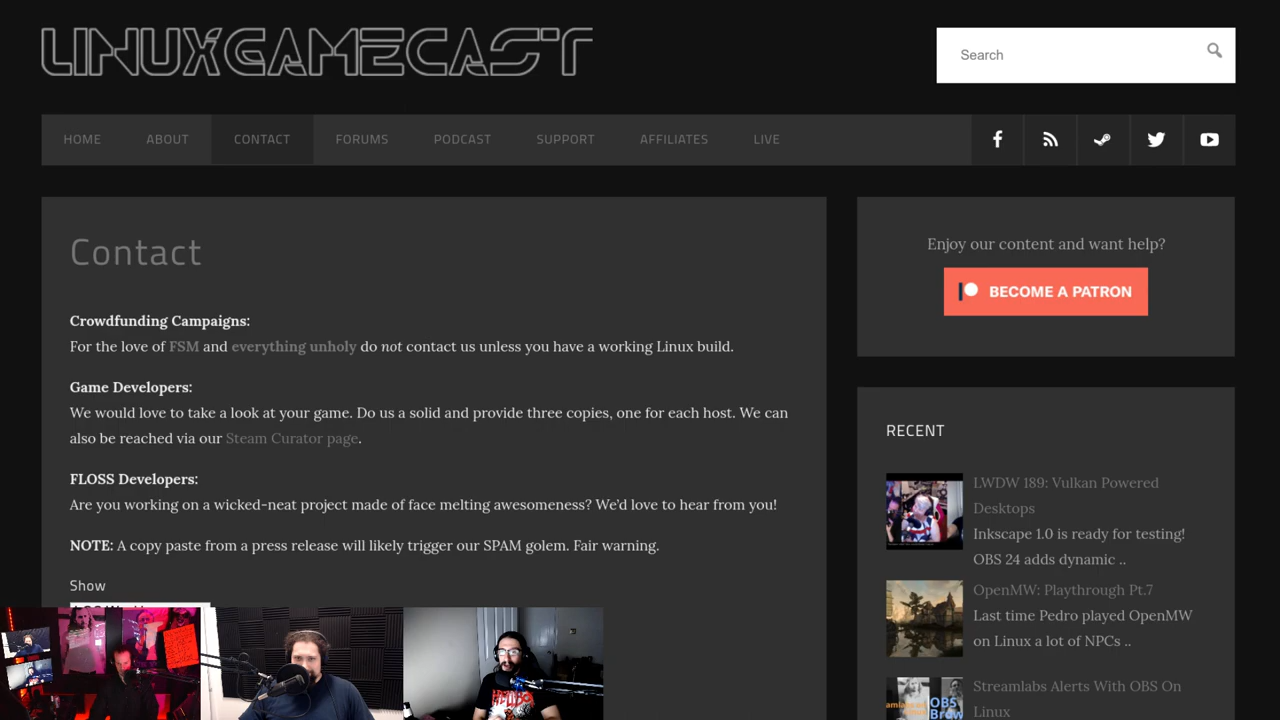 LINUXGAMECAST
Search
HOME ABOUT CONTACT FORUMS PODCAST SUPPORT AFFILIATES LIVE
Contact
Crowdfunding Campaigns:
For the love of FSM and everything unholy do not contact us unless you have a working Linux build.
Game Developers:
We would love to take a look at your game. Do us a solid and provide three copies, one for each host. We can
also be reached via our Steam Curator page.
FLOSS Developers:
Are you working on a wicked-neat project made of face melting awesomeness? We'd love to hear from you!
NOTE: A copy paste from a press release will likely trigger our SPAM golem. Fair warning.
Show
Enjoy our content and want help?
BECOME A PATRON
RECENT
LWDW 189: Vulkan Powered
Desktops
Inkscape 1.0 is ready for testing!
OBS 24 adds dynamic ..
OpenMW: Playthrough Pt.7
Last time Pedro played OpenMW
on Linux a lot of NPCs ..
Streamlabs Alerts With OBS On
Linux